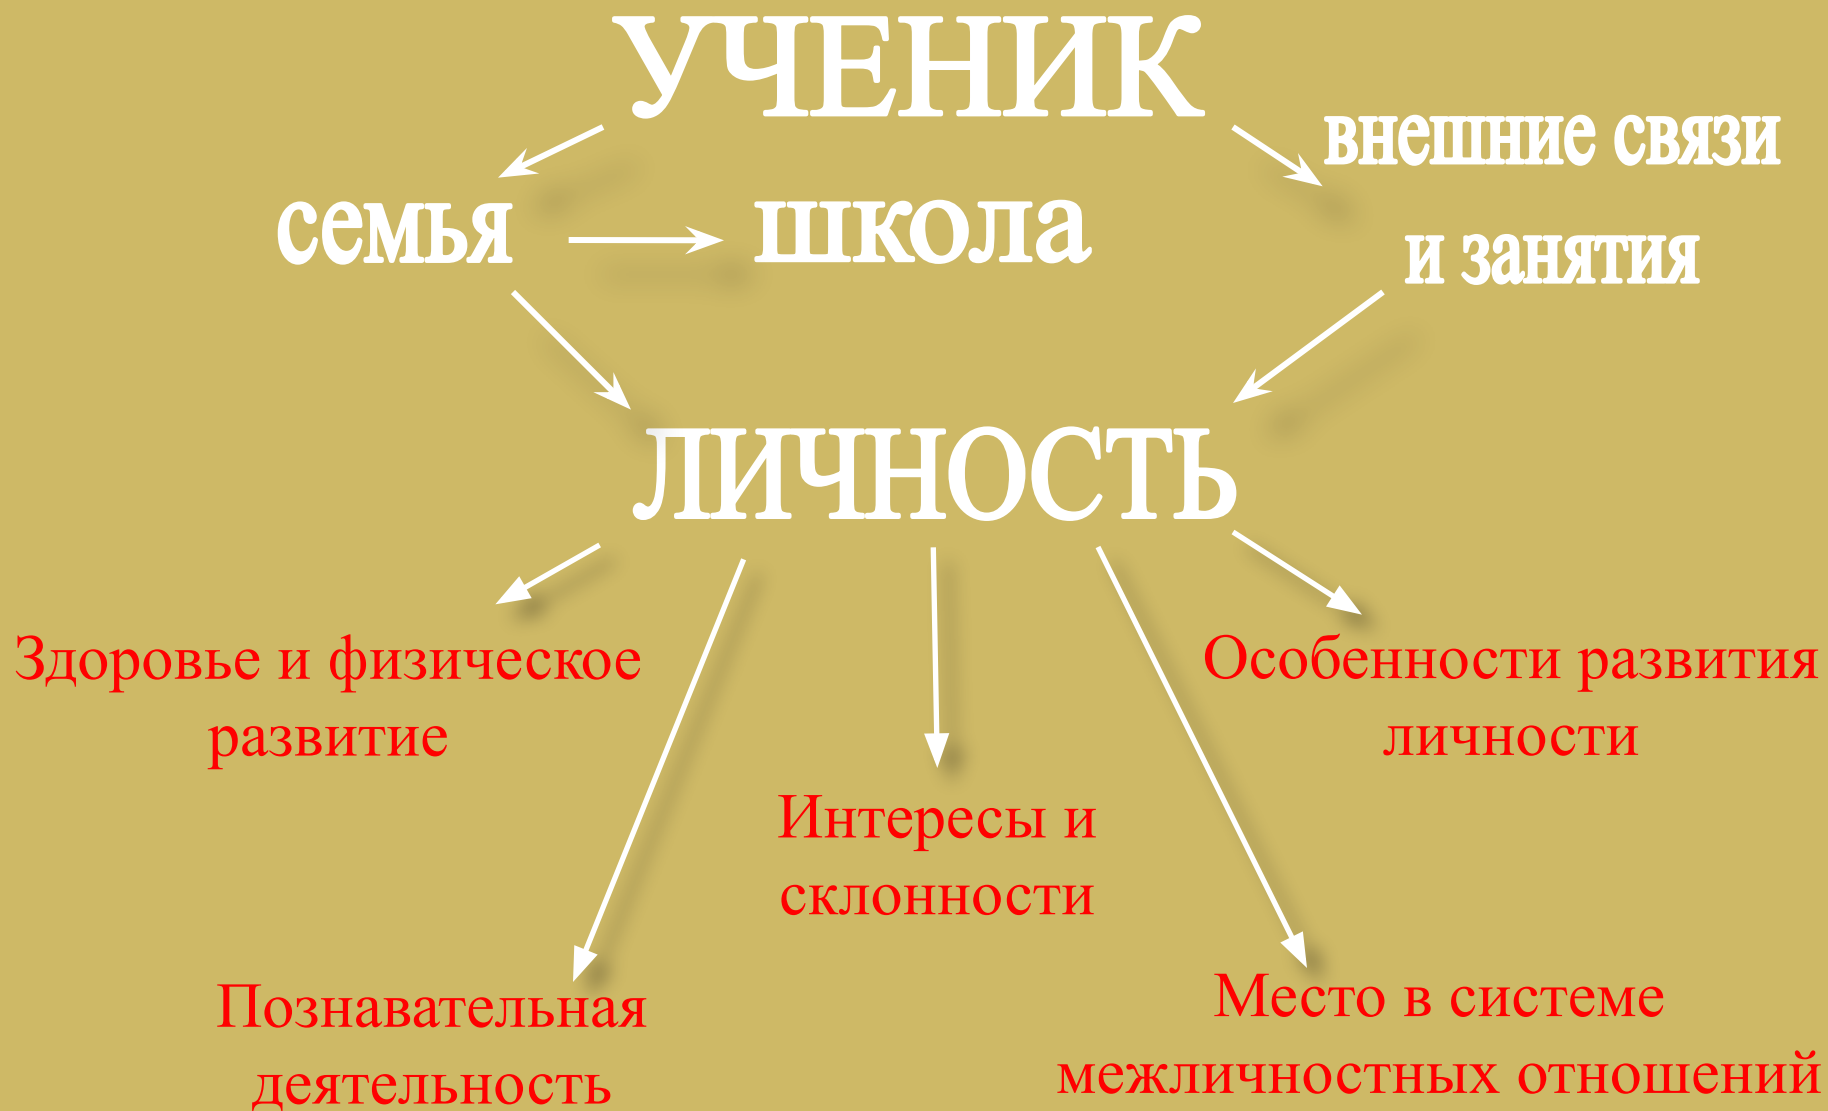 УЧЕНИК
внешние связи
и занятия
семья
школа
ЛИЧНОСТЬ
Здоровье и физическое
развитие
Особенности развития
личности
Интересы и
склонности
Познавательная
деятельность
Место в системе
межличностных отношений